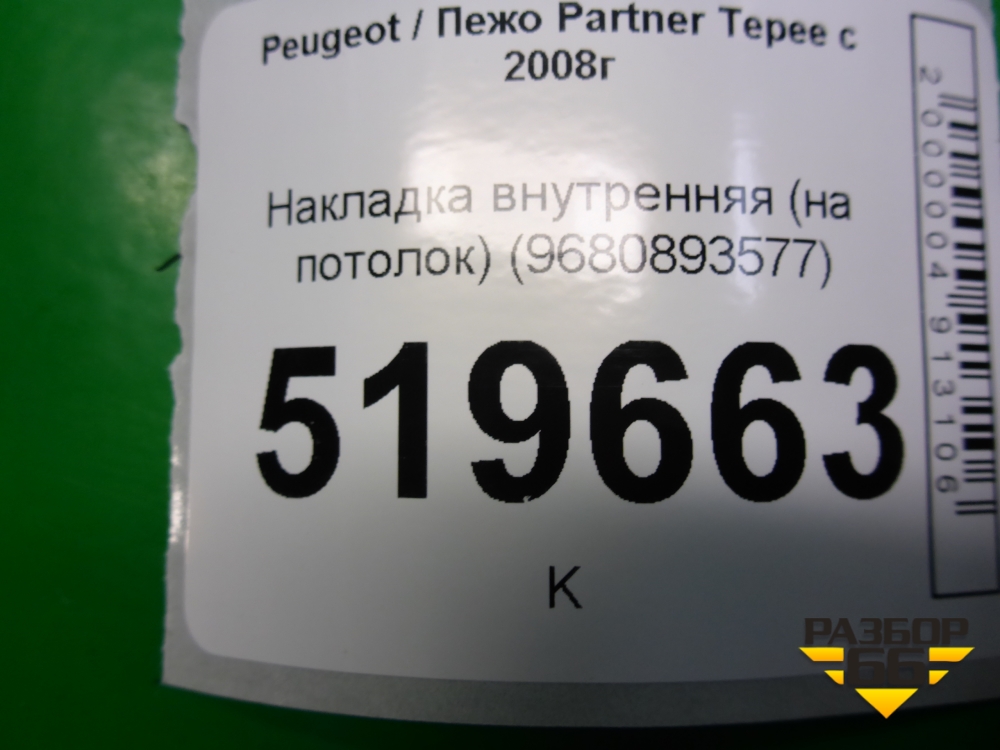 Peugeot / Пежо Partner Tepee с
2008г
Накладка внутренняя (на
потолок) (9680893577)
519663
К
2000004913106
РАЗБОР
66